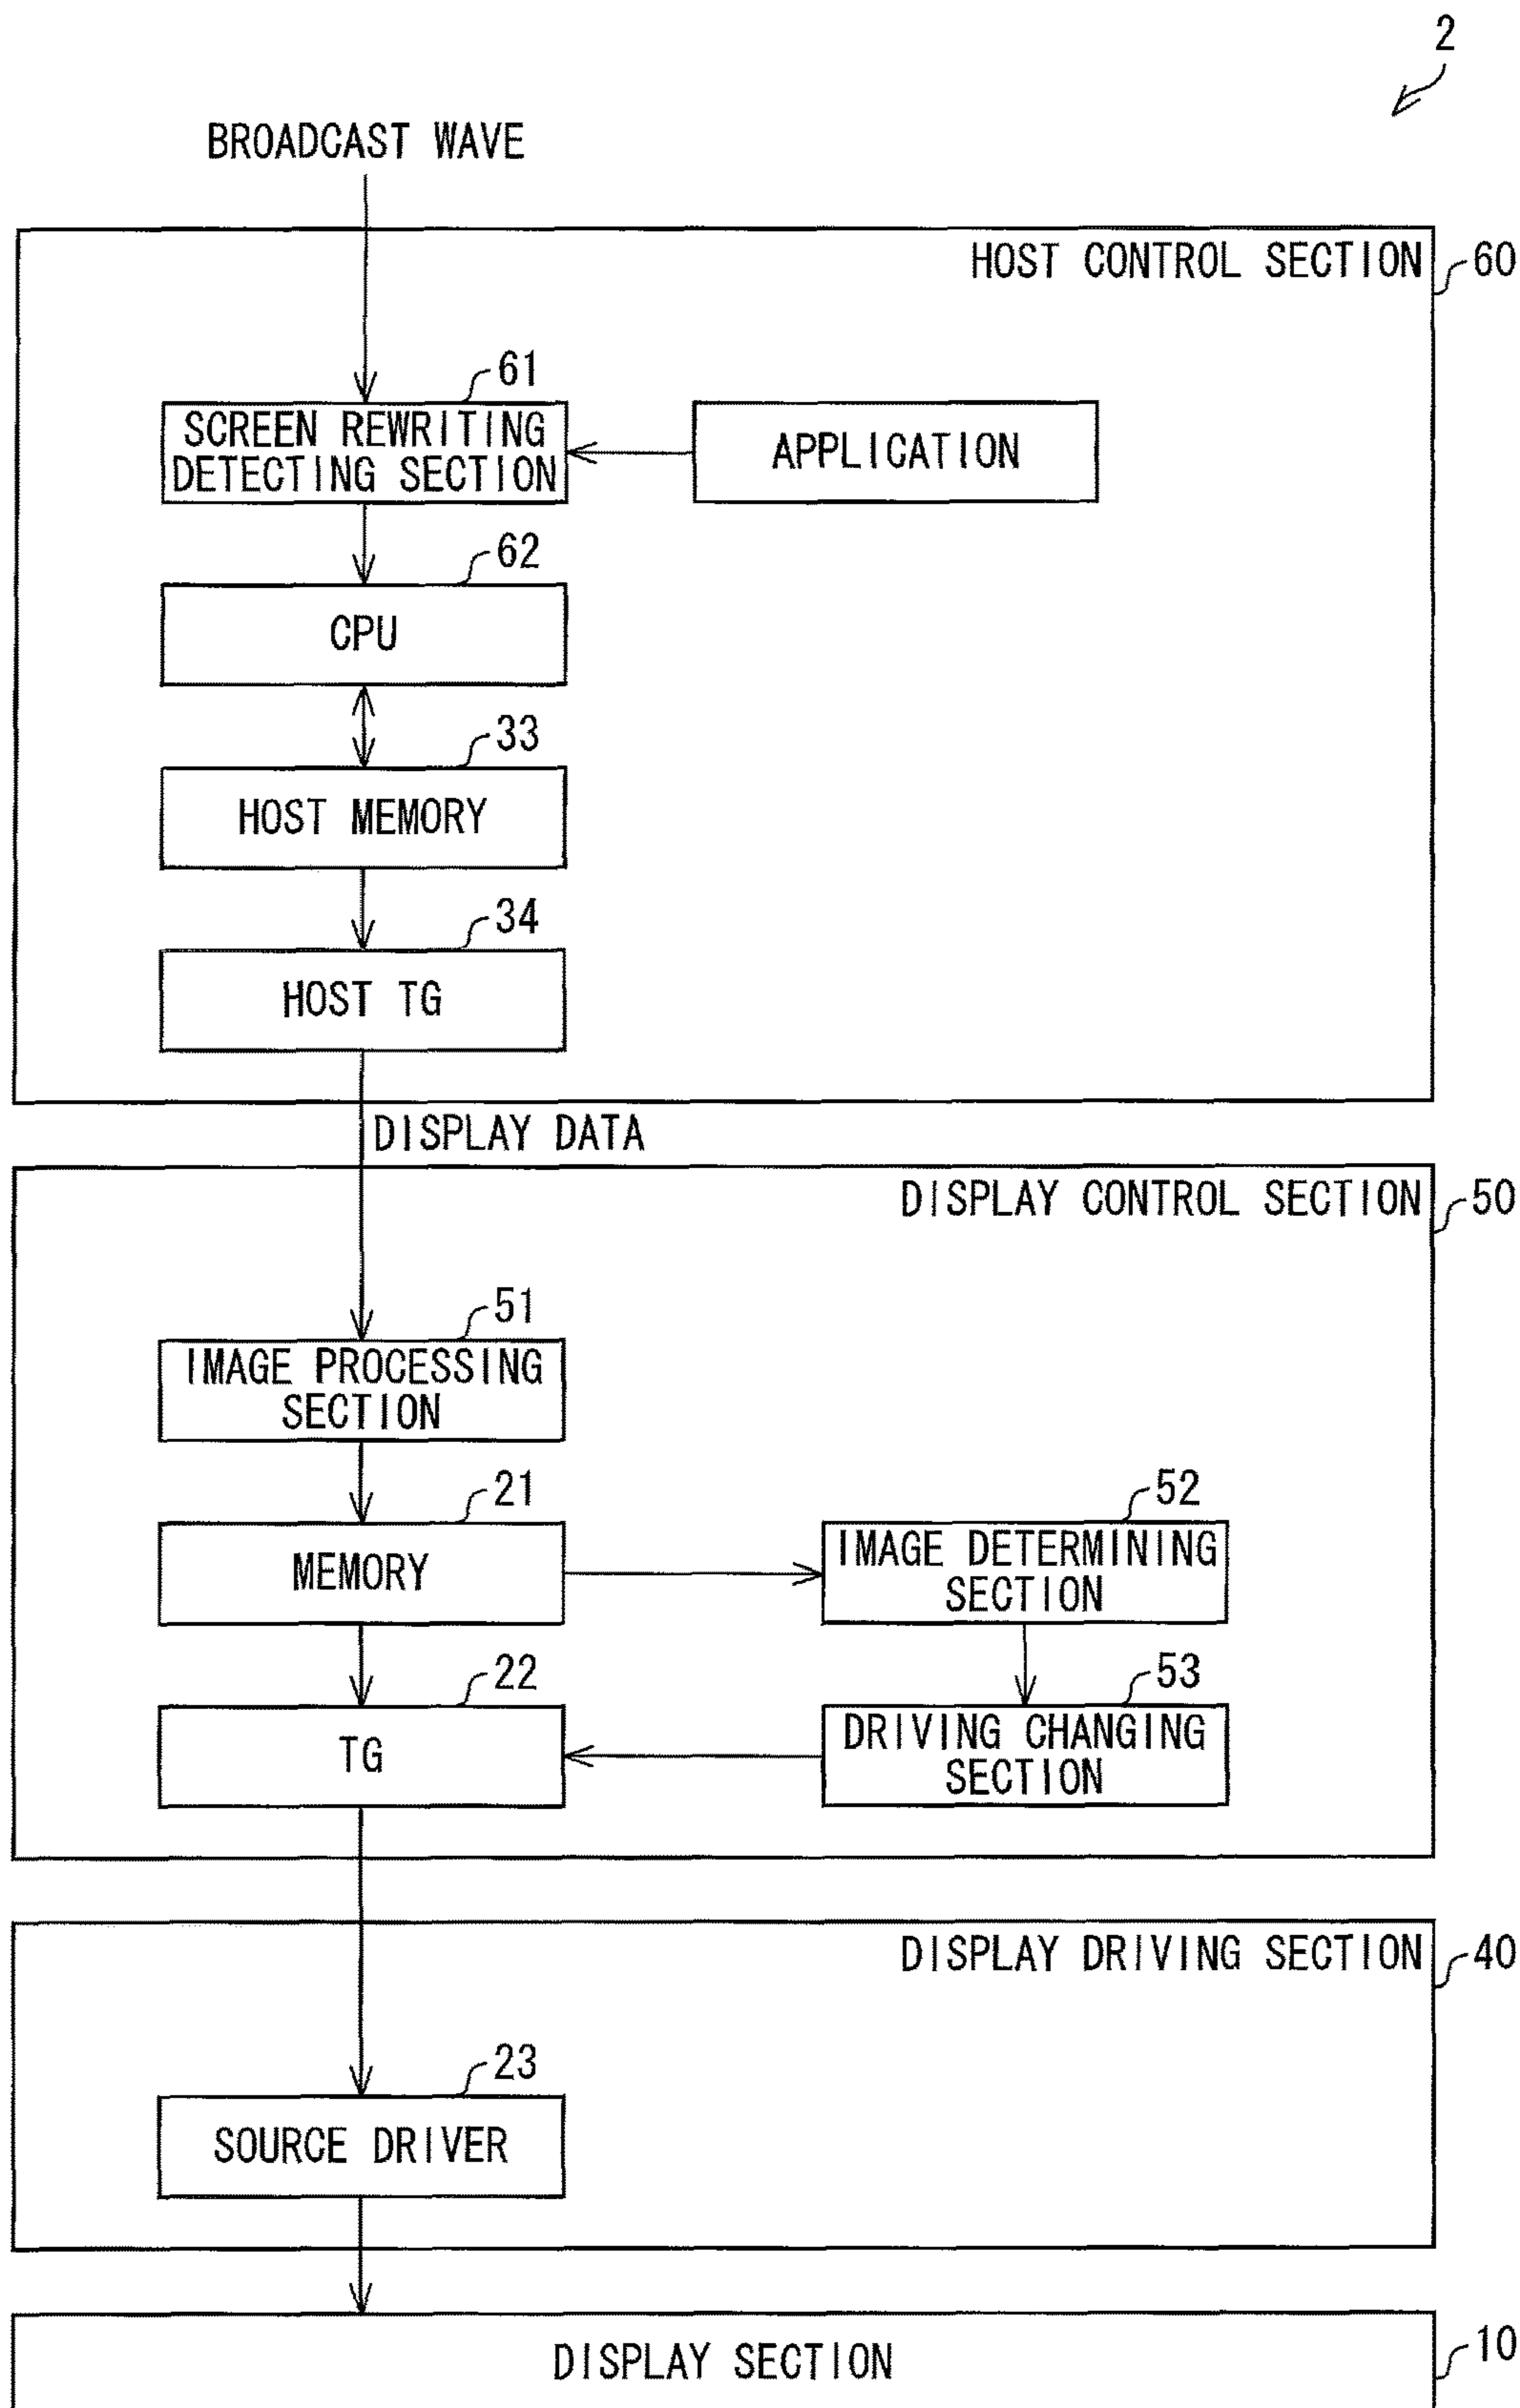 2
BROADCAST WAVE
HOST CONTROL SECTION
60
61
SCREEN REWRITING
DETECTING SECTION
APPLICATION
62
CPU
33
HOST MEMORY
34
HOST TG
DISPLAY DATA
DISPLAY CONTROL SECTION
50
51
IMAGE PROCESSING
SECTION
21
MEMORY
52
IMAGE DETERMINING
SECTION
22
TG
53
DRIVING CHANGING
SECTION
DISPLAY DRIVING SECTION
40
23
SOURCE DRIVER
DISPLAY SECTION
10